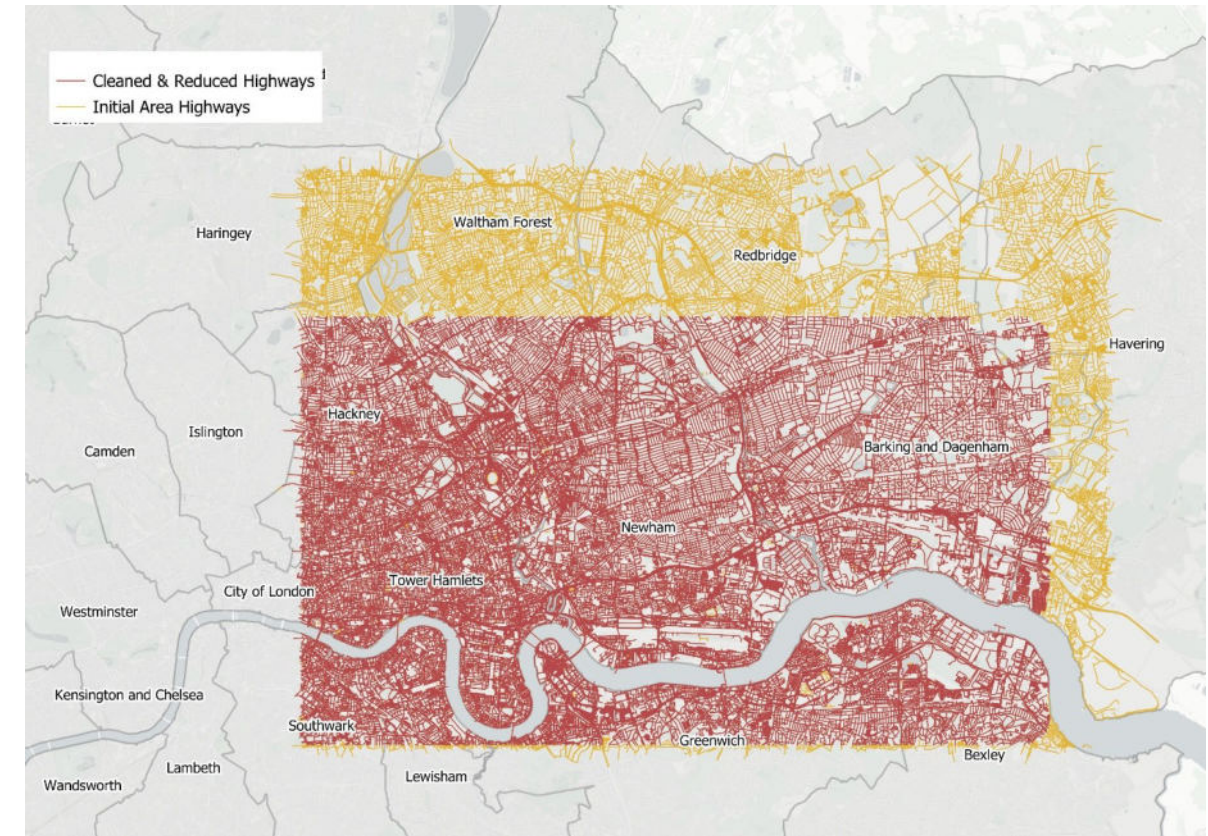 Cleaned & Reduced Highways
Initial Area Highways
Waltham Forest
Haringey
Redbridge
Havering
Hackney
Islington
Camden
Barking and Dagenham
Newham
Tower Hamlets
City of London
Westminster
Kensington and Chelsea
Southwark
Greenwich
Bexley
Lambeth
Lewisham
Wandsworth